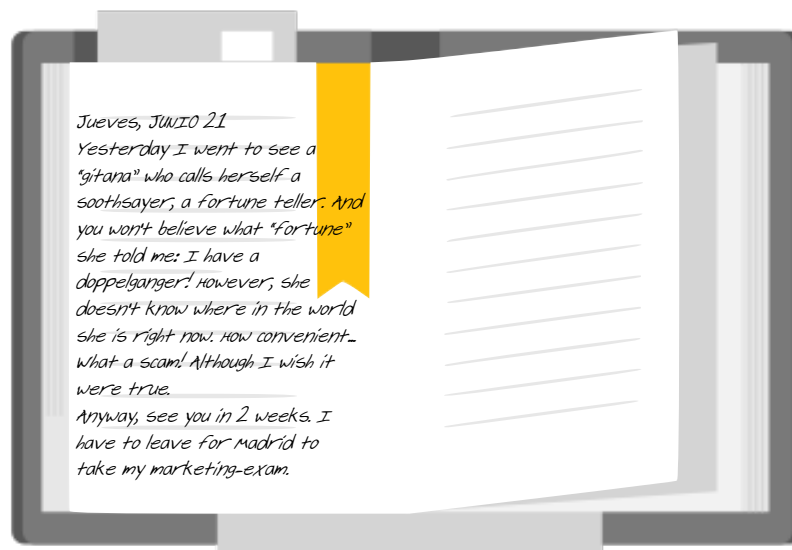 Jueves, JUNIO 21
Yesterday I went to see a
"gitana" who calls herself a
soothsayer, a fortune teller. And
you won't believe what "fortune"
she told me: I have a
doppelganger! However, she
doesn't know where in the world
she is right now. How convenient...
What a scam! Although I wish it
were true.
Anyway, see you in 2 weeks. I
have to leave for Madrid to
take my marketing-exam.